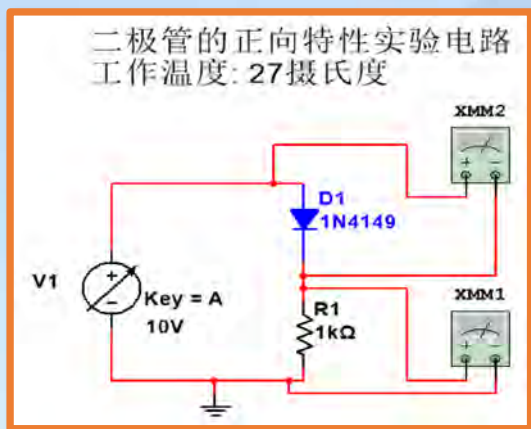 二极管的正向特性实验电路
工作温度: 27摄氏度
XMM2
+
−
D1
1N4149
V1
+
−
Key = A
10V
R1
1kΩ
XMM1
+
−